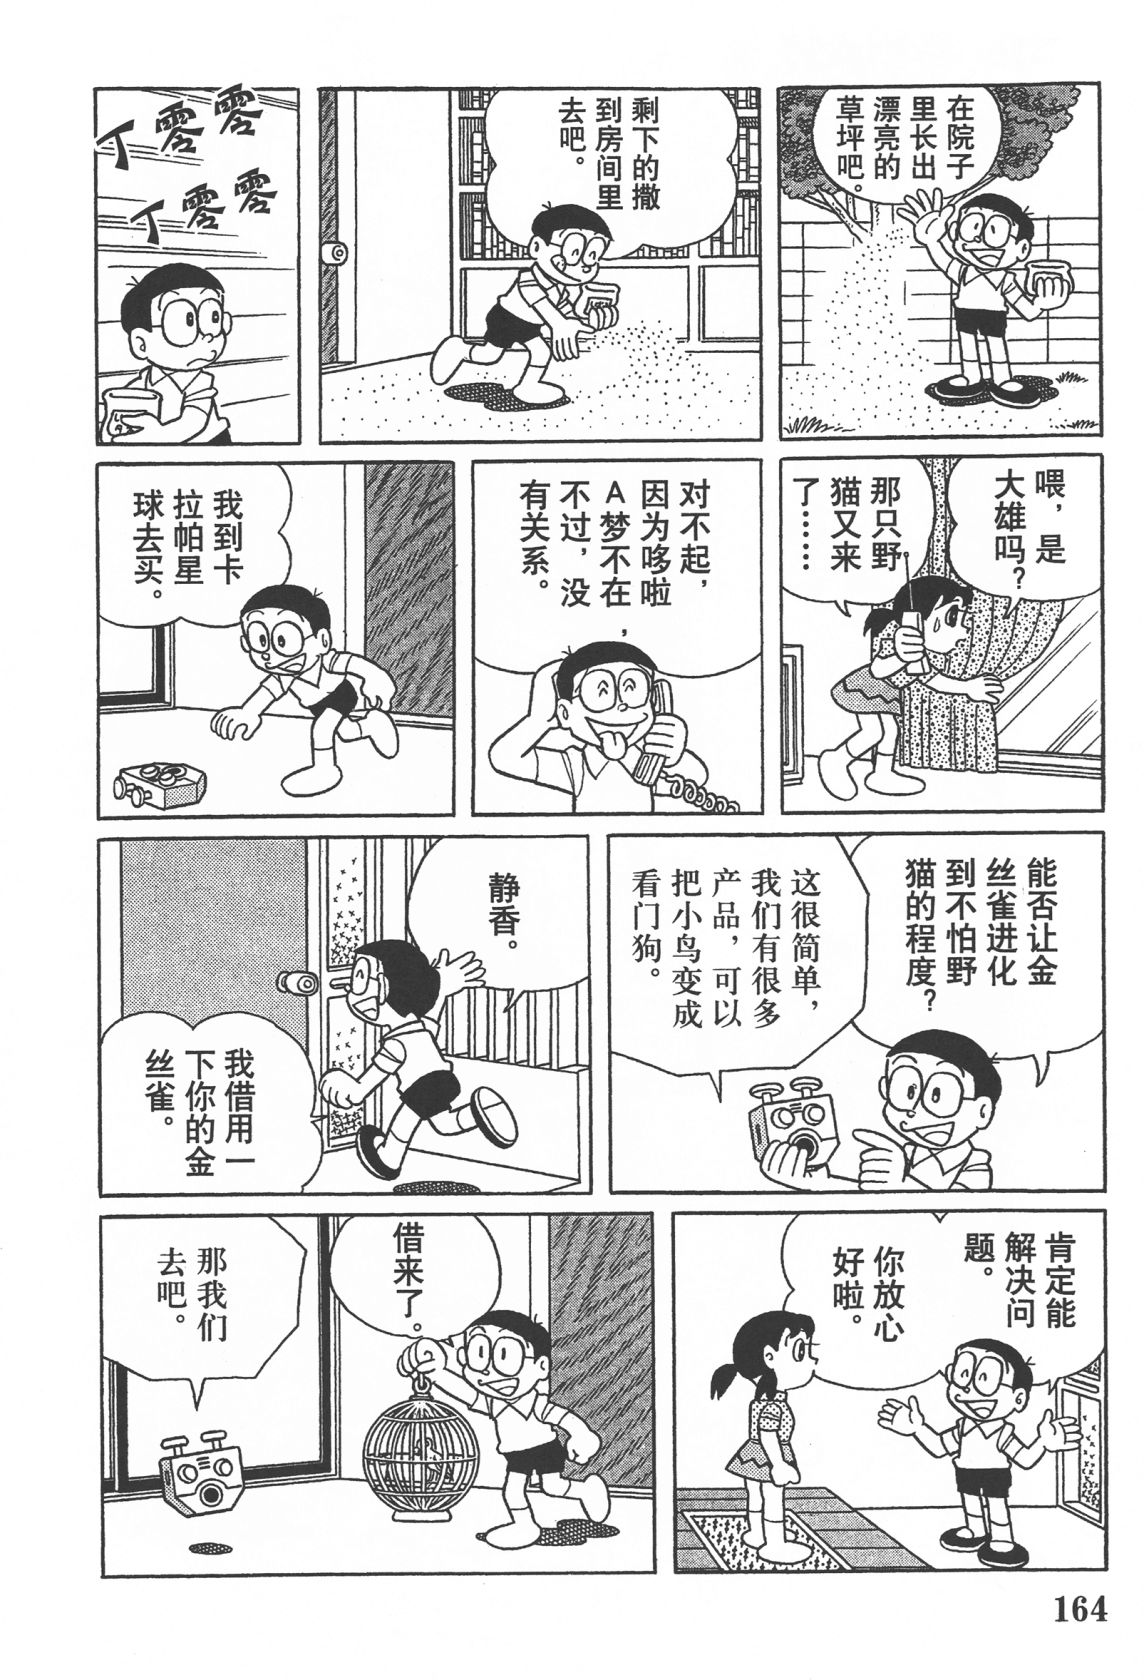 在院子
里长出
漂亮的
草坪吧。
剩下的撒
到房间里
去吧。
丁零零
丁零零
喂，是
大雄吗？
那只野
猫又来
了……
对不起，
因为哆啦
A梦不在，
不过，没
有关系。
我到卡
拉帕星
球去买。
能否让金
丝雀进化
到不怕野
猫的程度？
这很简单，
我们有很多
产品，可以
把小鸟变成
看门狗。
静香。
我借用一
下你的金
丝雀。
肯定能
解决问
题。
你放心
好啦。
借来了。
那我们
去吧。
164